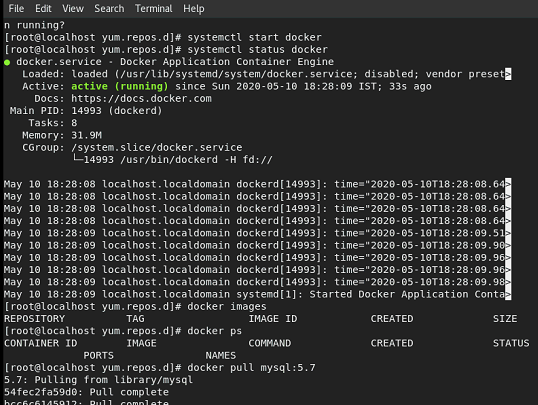 File Edit View Search Terminal Help
n running?
[root@localhost yum.repos.d]# systemctl start docker
[root@localhost yum.repos.d]# systemctl status docker
● docker.service - Docker Application Container Engine
   Loaded: loaded (/usr/lib/systemd/system/docker.service; disabled; vendor preset>
   Active: active (running) since Sun 2020-05-10 18:28:09 IST; 33s ago
     Docs: https://docs.docker.com
 Main PID: 14993 (dockerd)
    Tasks: 8
   Memory: 31.9M
   CGroup: /system.slice/docker.service
           └─14993 /usr/bin/dockerd -H fd://
May 10 18:28:08 localhost.localdomain dockerd[14993]: time="2020-05-10T18:28:08.64>
May 10 18:28:08 localhost.localdomain dockerd[14993]: time="2020-05-10T18:28:08.64>
May 10 18:28:08 localhost.localdomain dockerd[14993]: time="2020-05-10T18:28:08.64>
May 10 18:28:08 localhost.localdomain dockerd[14993]: time="2020-05-10T18:28:08.64>
May 10 18:28:09 localhost.localdomain dockerd[14993]: time="2020-05-10T18:28:09.51>
May 10 18:28:09 localhost.localdomain dockerd[14993]: time="2020-05-10T18:28:09.90>
May 10 18:28:09 localhost.localdomain dockerd[14993]: time="2020-05-10T18:28:09.96>
May 10 18:28:09 localhost.localdomain dockerd[14993]: time="2020-05-10T18:28:09.96>
May 10 18:28:09 localhost.localdomain dockerd[14993]: time="2020-05-10T18:28:09.98>
May 10 18:28:09 localhost.localdomain systemd[1]: Started Docker Application Conta>
[root@localhost yum.repos.d]# docker images
REPOSITORY          TAG                 IMAGE ID            CREATED             SIZE
[root@localhost yum.repos.d]# docker ps
CONTAINER ID        IMAGE               COMMAND             CREATED             STATUS
             PORTS               NAMES
[root@localhost yum.repos.d]# docker pull mysql:5.7
5.7: Pulling from library/mysql
54fec2fa59d0: Pull complete
bcc6c6145912: Pull complete